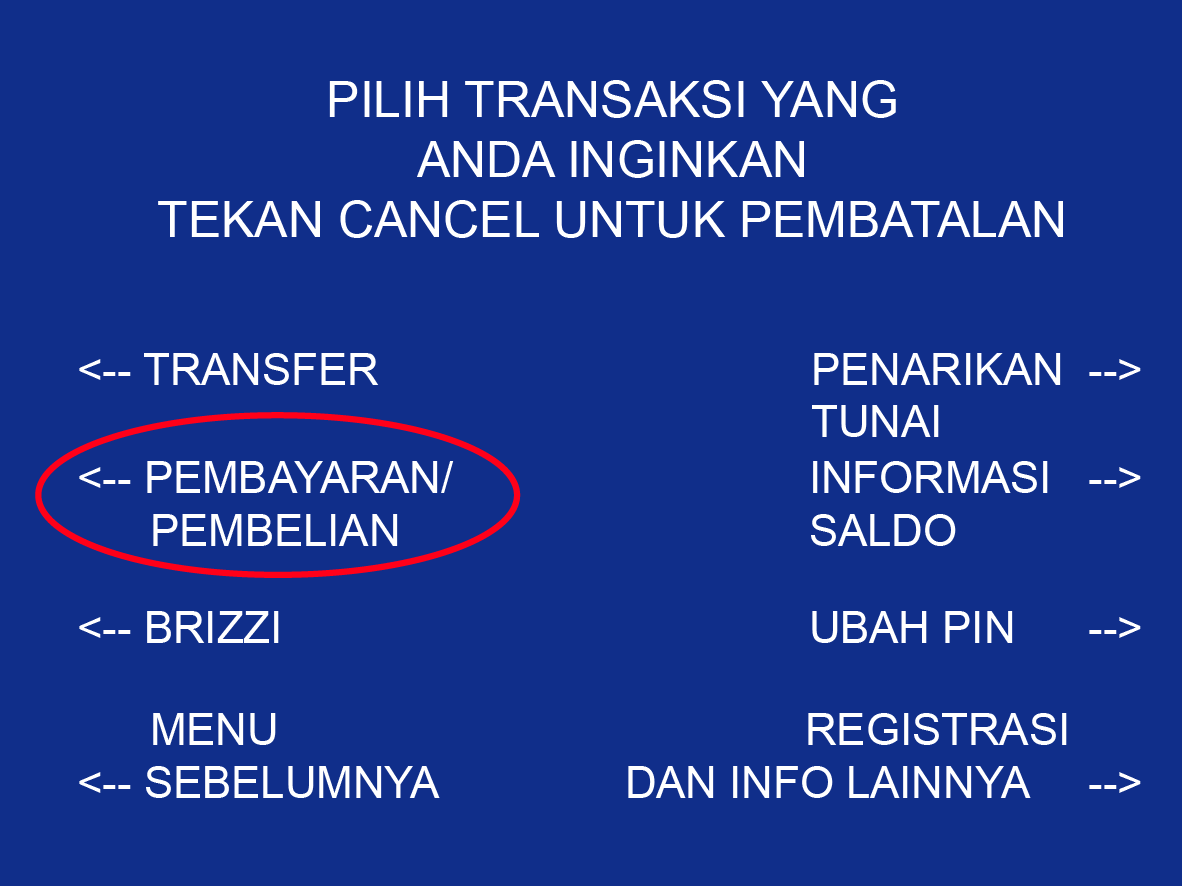 PILIH TRANSAKSI YANG
ANDA INGINKAN
TEKAN CANCEL UNTUK PEMBATALAN
<-- TRANSFER
PENARIKAN -->
TUNAI
<-- PEMBAYARAN/
PEMBELIAN
INFORMASI -->
SALDO
<-- BRIZZI
UBAH PIN -->
MENU
<-- SEBELUMNYA
REGISTRASI
DAN INFO LAINNYA -->